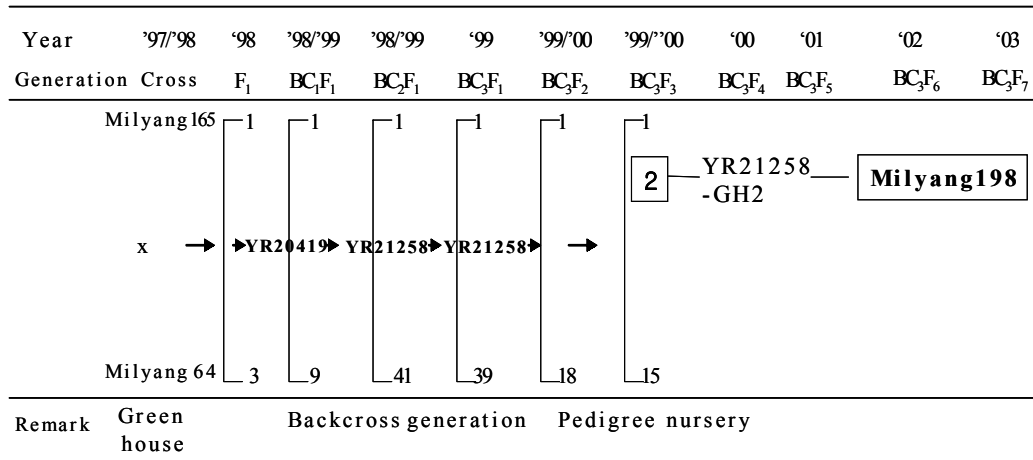 Year '97/'98 ‘98 '98/'99 '98/'99 ‘99 '99/'00 '99/''00 ‘00 ‘01 ‘02 ‘03
Generation Cross F₁ BC₁F₁ BC₂F₁ BC₃F₁ BC₃F₂ BC₃F₃ BC₃F₄ BC₃F₅ BC₃F₆ BC₃F₇
Milyang165 1 1 1 1 1 1
2 YR21258 Milyang198
-GH2
x YR20419 YR21258 YR21258
Milyang 64 3 9 41 39 18 15
Remark Green Backcross generation Pedigree nursery
house